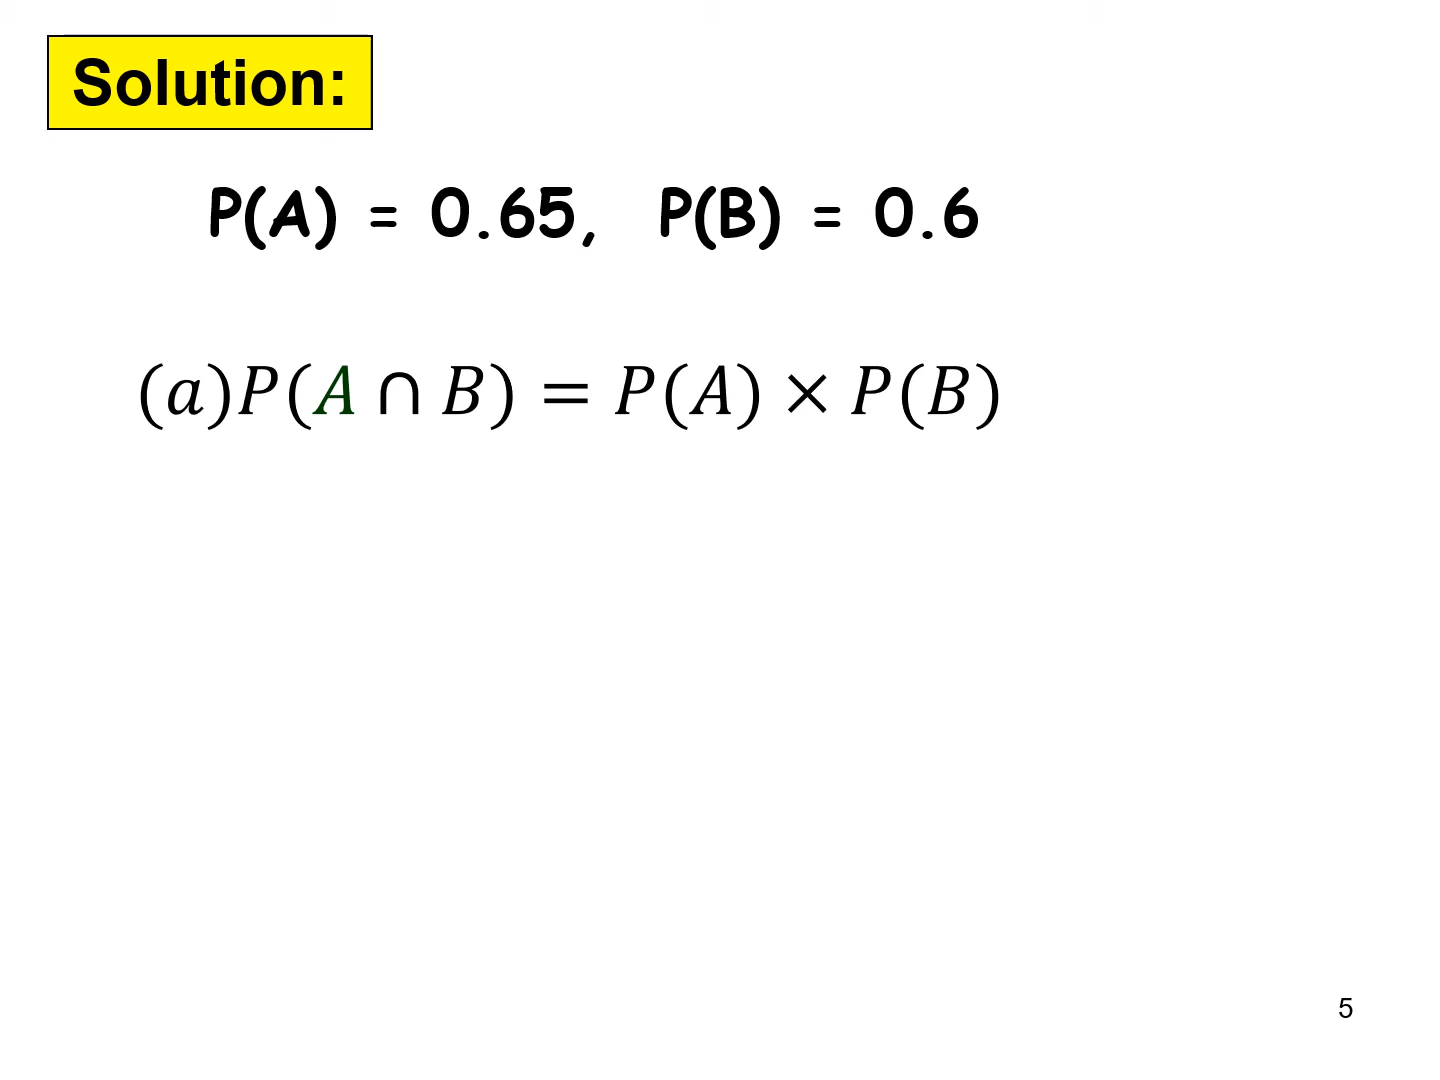 Solution:
P(A) = 0.65, P(B) = 0.6
(a)P(A ∩ B) = P(A) × P(B)
5